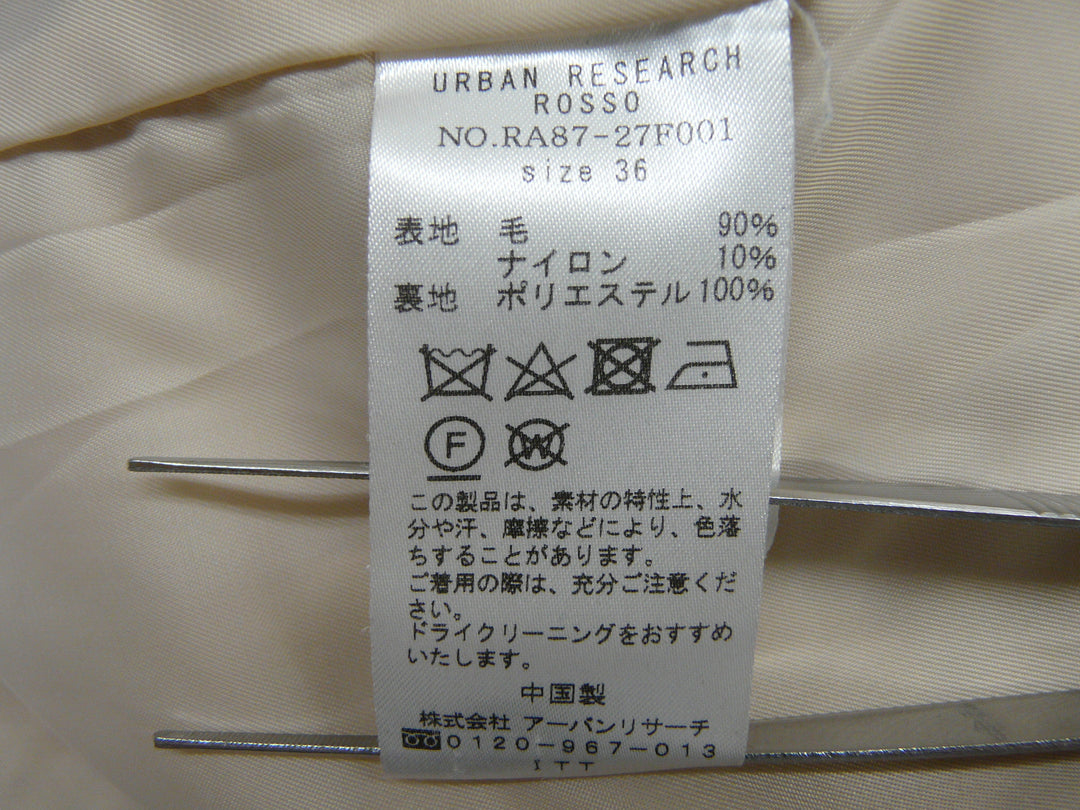 URBAN RESEARCH
ROSSO
NO.RA87-27F001
size 36
表地 毛 90%
ナイロン 10%
裏地 ポリエステル 100%
F W
この製品は、素材の特性上、水
分や汗、摩擦などにより、色落
ちすることがあります。
ご着用の際は、充分ご注意くだ
さい。
ドライクリーニングをおすすめ
いたします。
中国製
株式会社 アーバンリサーチ
0120-967-013
ITT